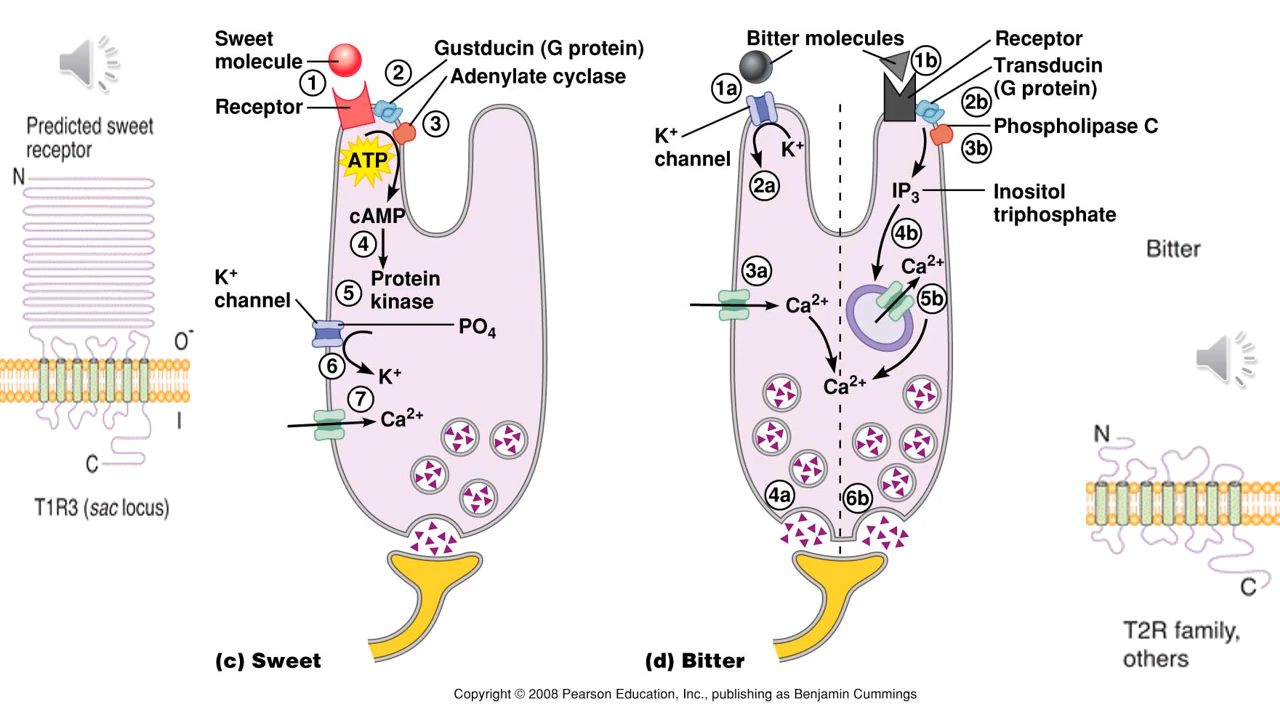 Predicted sweet
receptor
N
O⁻
I
C
T1R3 (sac locus)
Sweet
molecule
1
Receptor
2
Gustducin (G protein)
Adenylate cyclase
3
ATP
cAMP
4
Protein
kinase
5
K⁺
channel
PO₄
6
K⁺
7
Ca²⁺
(c) Sweet
Bitter molecules
1a
1b
Receptor
Transducin
(G protein)
2b
Phospholipase C
3b
K⁺
channel
K⁺
2a
IP₃
Inositol
triphosphate
4b
3a
Ca²⁺
Ca²⁺
5b
Ca²⁺
4a
6b
(d) Bitter
Bitter
N
C
T2R family,
others
Copyright © 2008 Pearson Education, Inc., publishing as Benjamin Cummings